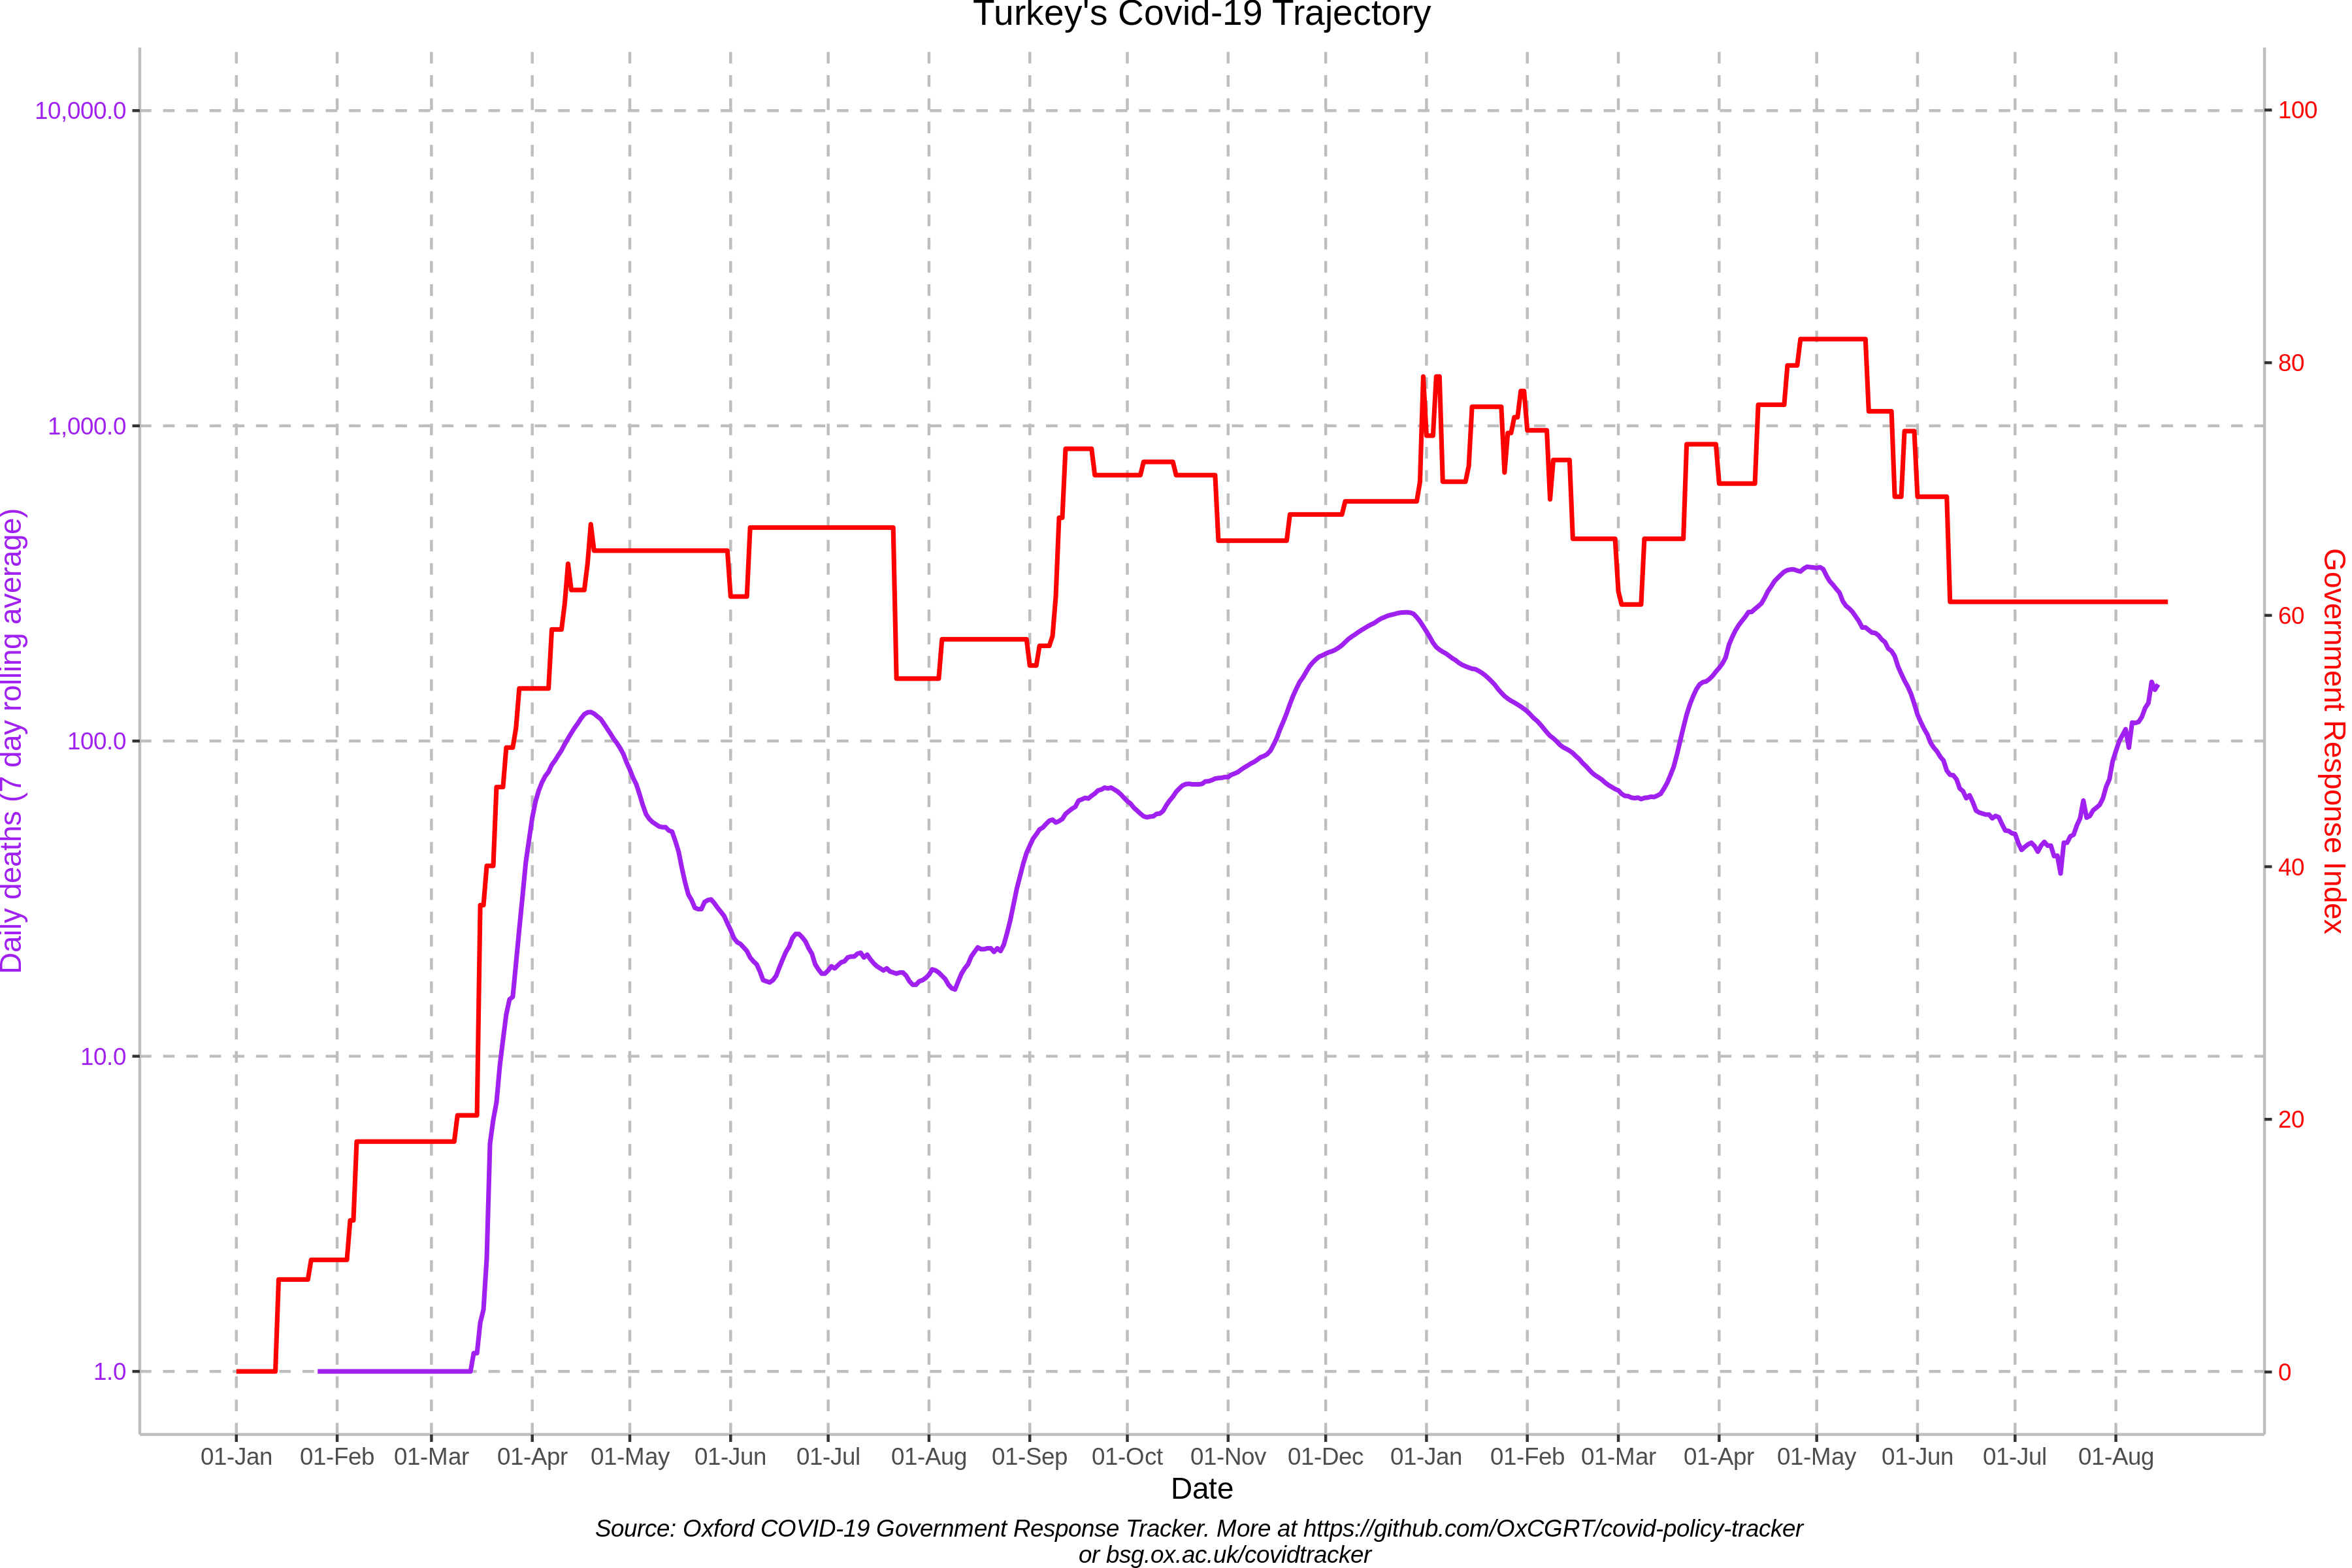 Turkey's Covid-19 Trajectory
10,000.0
1,000.0
100.0
10.0
1.0
Daily deaths (7 day rolling average)
100
80
60
40
20
0
Government Response Index
01-Jan 01-Feb 01-Mar 01-Apr 01-May 01-Jun 01-Jul 01-Aug 01-Sep 01-Oct 01-Nov 01-Dec 01-Jan 01-Feb 01-Mar 01-Apr 01-May 01-Jun 01-Jul 01-Aug
Date
Source: Oxford COVID-19 Government Response Tracker. More at https://github.com/OxCGRT/covid-policy-tracker
or bsg.ox.ac.uk/covidtracker